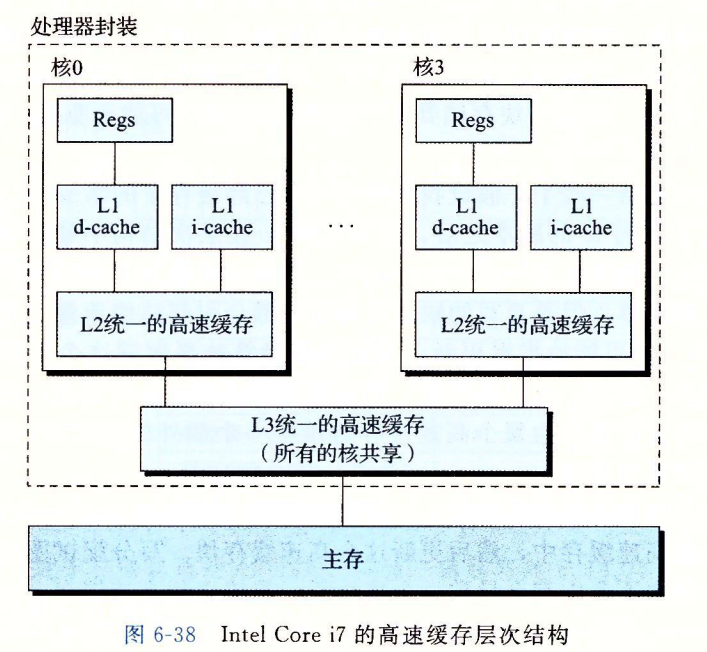 处理器封装
核0
核3
Regs
Regs
L1
d-cache
L1
i-cache
...
L1
d-cache
L1
i-cache
L2统一的高速缓存
L2统一的高速缓存
L3统一的高速缓存
（所有的核共享）
主存
图 6-38 Intel Core i7 的高速缓存层次结构